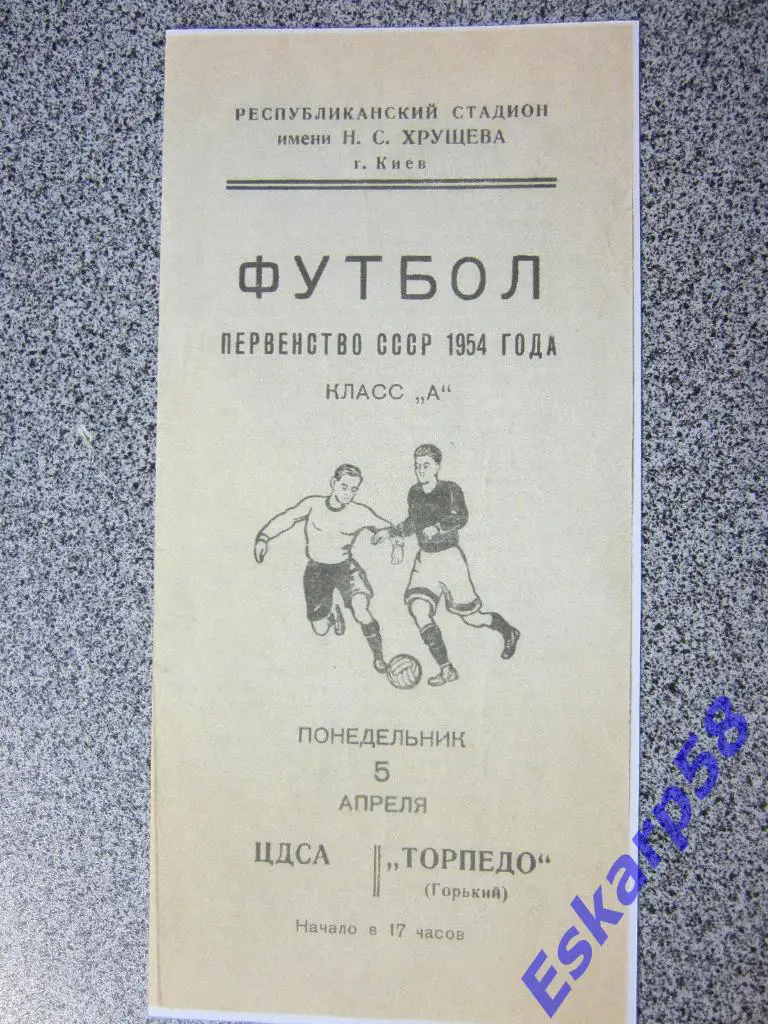 РЕСПУБЛИКАНСКИЙ СТАДИОН
имени Н. С. ХРУЩЕВА
г. Киев
ФУТБОЛ
ПЕРВЕНСТВО СССР 1954 ГОДА
КЛАСС „А“
ПОНЕДЕЛЬНИК
5
АПРЕЛЯ
ЦДСА „ТОРПЕДО“
(Горький)
Начало в 17 часов
Eskarp58